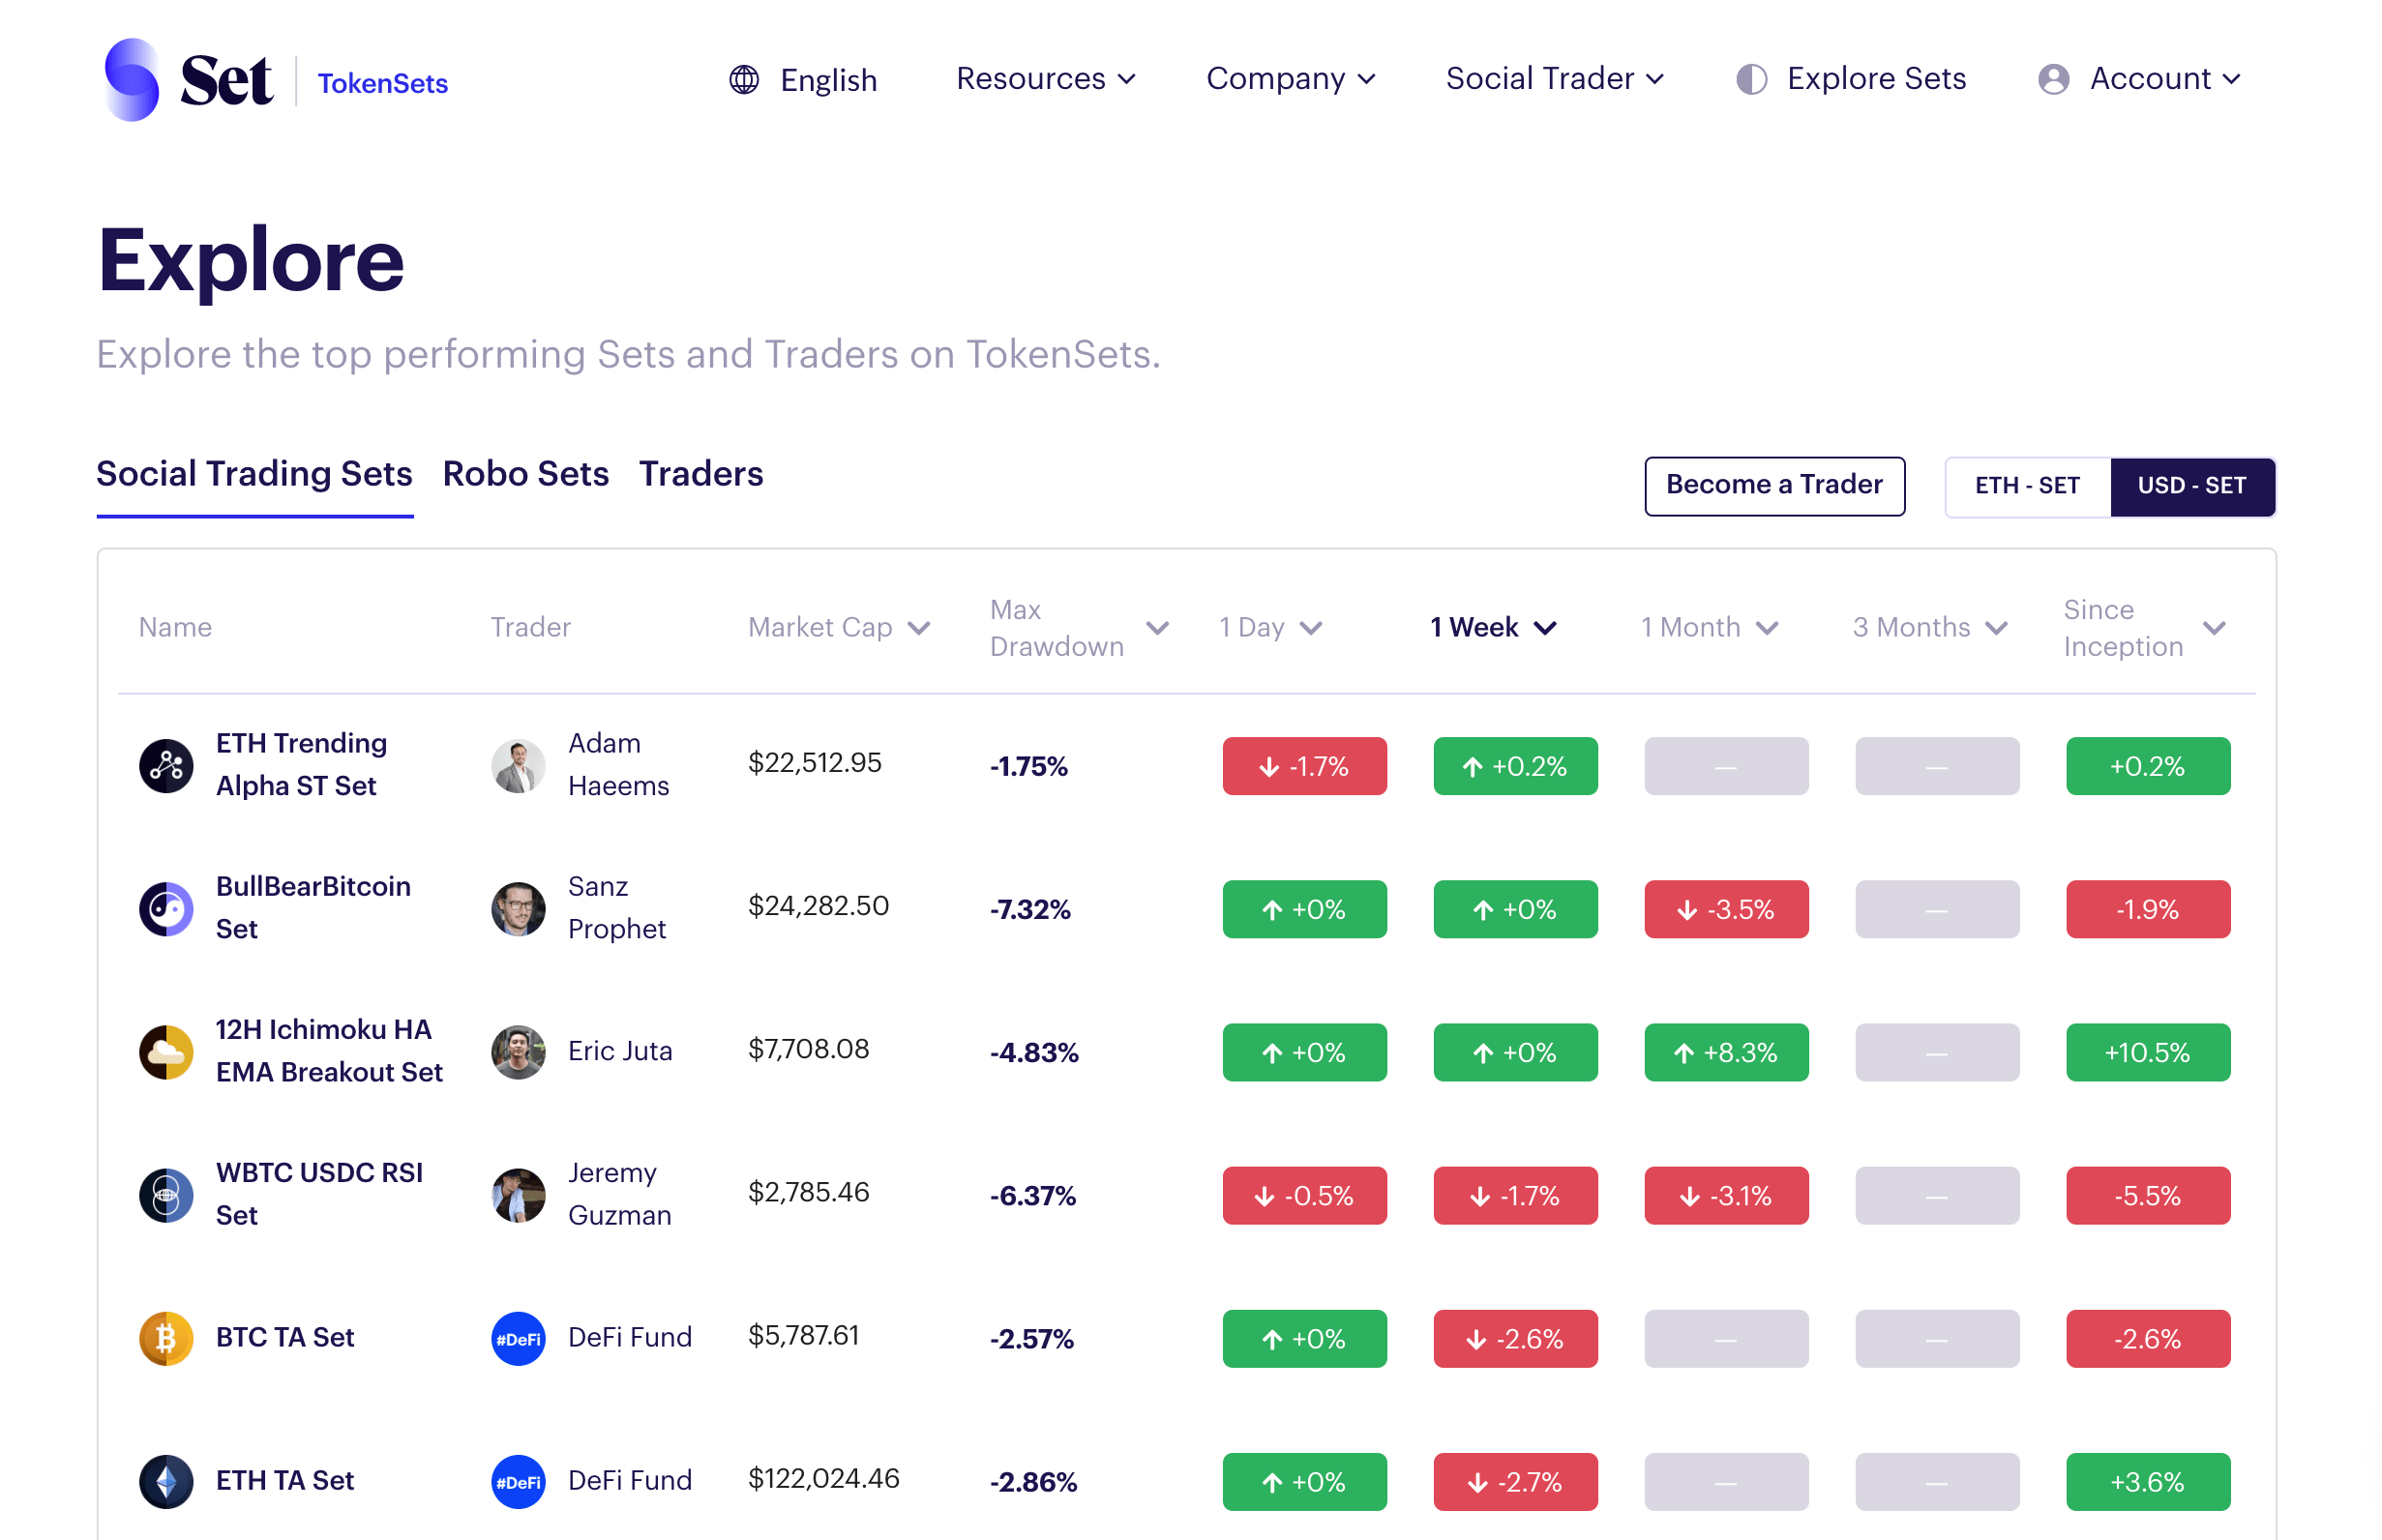 Set | TokenSets English Resources Company Social Trader Explore Sets Account
Explore
Explore the top performing Sets and Traders on TokenSets.
Social Trading Sets Robo Sets Traders Become a Trader ETH - SET USD - SET
Name Trader Market Cap Max Drawdown 1 Day 1 Week 1 Month 3 Months Since Inception
ETH Trending Alpha ST Set Adam Haeems $22,512.95 -1.75% ↓ -1.7% ↑ +0.2% — — +0.2%
BullBearBitcoin Set Sanz Prophet $24,282.50 -7.32% ↑ +0% ↑ +0% ↓ -3.5% — -1.9%
12H Ichimoku HA EMA Breakout Set Eric Juta $7,708.08 -4.83% ↑ +0% ↑ +0% ↑ +8.3% — +10.5%
WBTC USDC RSI Set Jeremy Guzman $2,785.46 -6.37% ↓ -0.5% ↓ -1.7% ↓ -3.1% — -5.5%
BTC TA Set #DeFi DeFi Fund $5,787.61 -2.57% ↑ +0% ↓ -2.6% — — -2.6%
ETH TA Set #DeFi DeFi Fund $122,024.46 -2.86% ↑ +0% ↓ -2.7% — — +3.6%